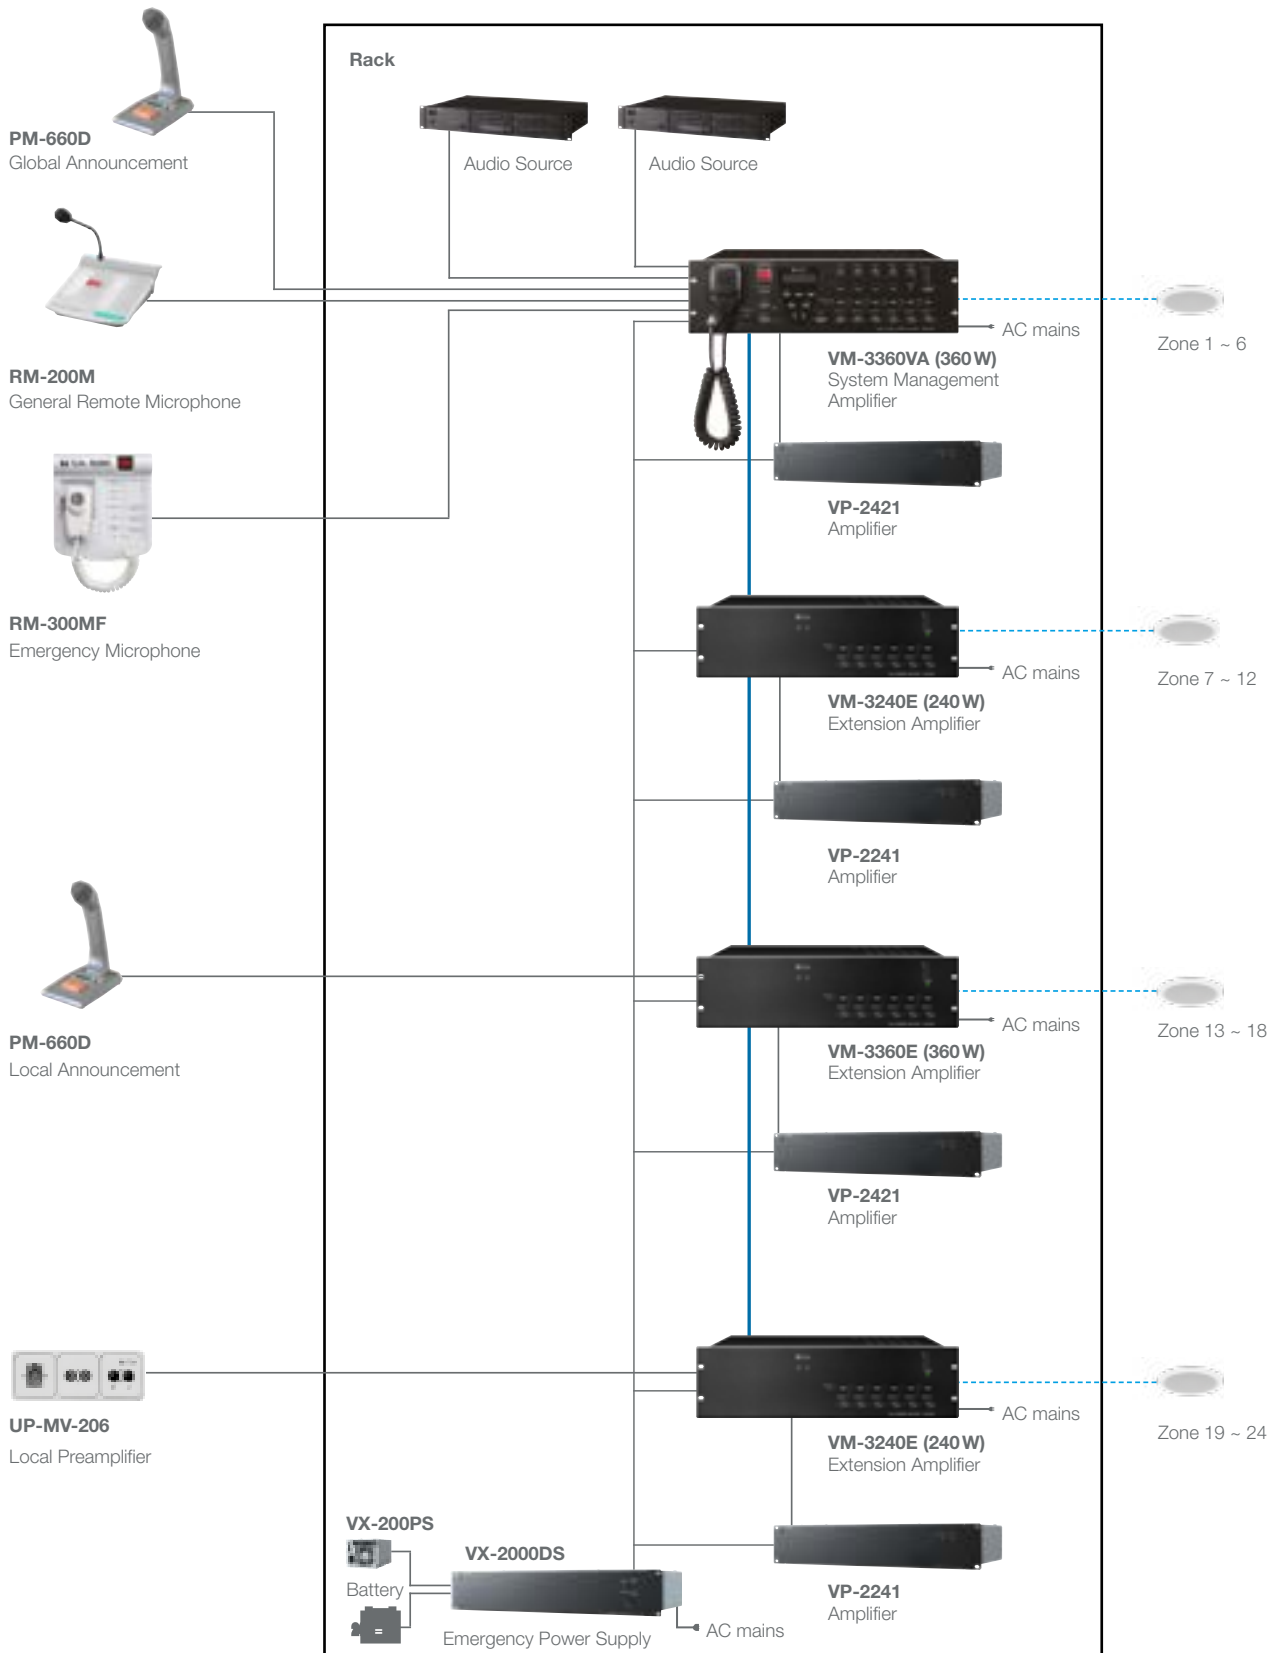 Rack
PM-660D
Global Announcement
Audio Source
Audio Source
AC mains
Zone 1 ~ 6
VM-3360VA (360 W)
System Management
Amplifier
RM-200M
General Remote Microphone
VP-2421
Amplifier
RM-300MF
Emergency Microphone
AC mains
Zone 7 ~ 12
VM-3240E (240 W)
Extension Amplifier
VP-2241
Amplifier
PM-660D
Local Announcement
AC mains
Zone 13 ~ 18
VM-3360E (360 W)
Extension Amplifier
VP-2421
Amplifier
UP-MV-206
Local Preamplifier
AC mains
Zone 19 ~ 24
VM-3240E (240 W)
Extension Amplifier
VX-200PS
VX-2000DS
Battery
Emergency Power Supply
AC mains
VP-2241
Amplifier